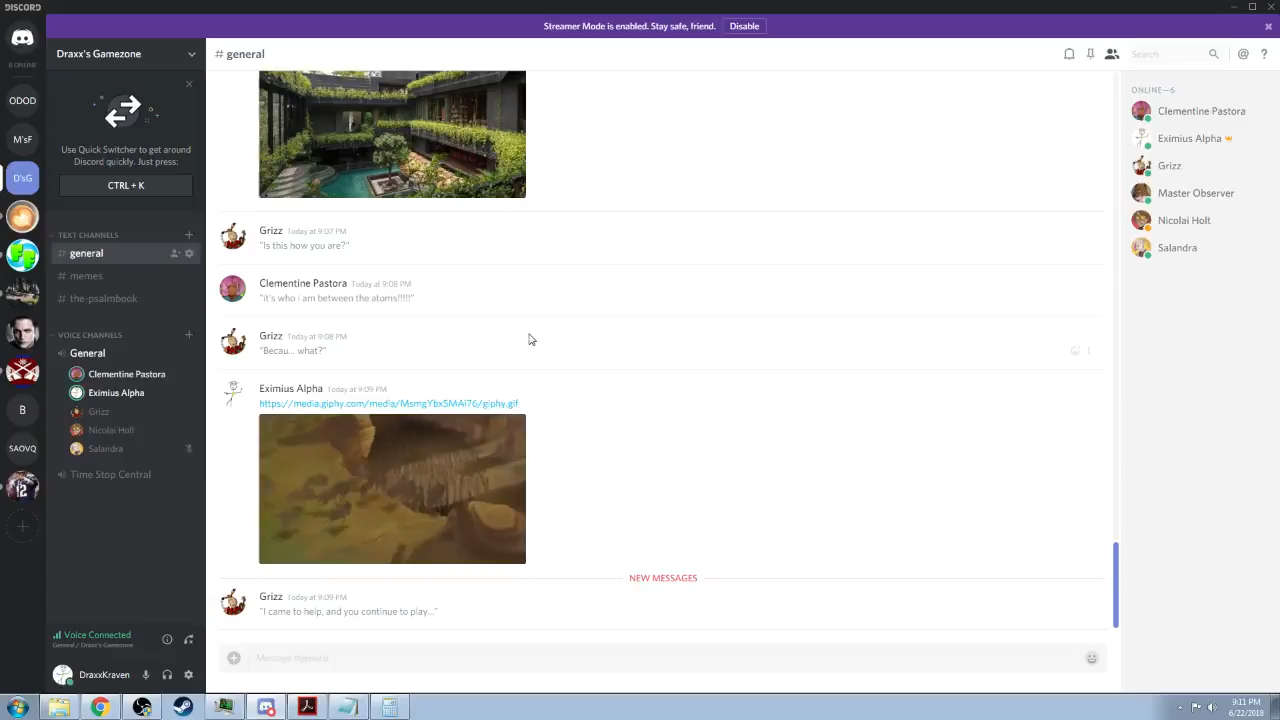 DISCORD
Streamer Mode is enabled. Stay safe, friend. Disable
6 ONLINE
DDDD
M'sF
D'sG
SAOVQ
12
Draxx's Gamezone
Use Quick Switcher to get around
Discord quickly. Just press:
CTRL + K
TEXT CHANNELS
# general
# memes
# the-psalmbook
VOICE CHANNELS
General
Clementine Pastora
Eximius Alpha
Grizz
Nicolai Holt
Salandra
Time Stop Central
Voice Connected
General / Draxx's Gamezone
DraxxKraven
# general
Search
@ ?
Grizz Today at 9:07 PM
"Is this how you are?"
Clementine Pastora Today at 9:08 PM
"it's who i am between the atoms!!!!!"
Grizz Today at 9:08 PM
"Becau... what?"
Eximius Alpha Today at 9:09 PM
https://media.giphy.com/media/MsmgYbx5MAi76/giphy.gif
NEW MESSAGES
Grizz Today at 9:09 PM
"I came to help, and you continue to play..."
Message #general
ONLINE—6
Clementine Pastora
Eximius Alpha
Grizz
Master Observer
Nicolai Holt
Salandra
9:11 PM
6/22/2018